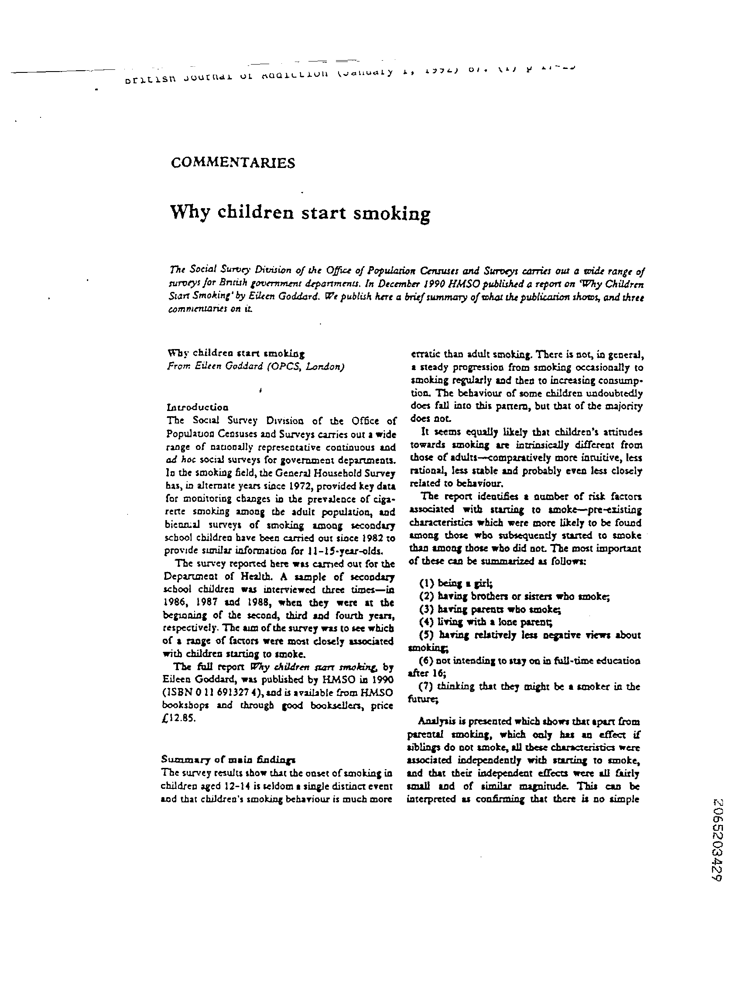 British Journal of Addiction (January 1, 1992) 87. (1) p
COMMENTARIES
Why children start smoking
The Social Survey Division of the Office of Population Censuses and Surveys carries out a wide range of
surveys for British government departments. In December 1990 HMSO published a report on 'Why Children
Start Smoking' by Eileen Goddard. We publish here a brief summary of what the publication shows, and three
commentaries on it.
Why children start smoking
From Eileen Goddard (OPCS, London)
Introduction
The Social Survey Division of the Office of
Population Censuses and Surveys carries out a wide
range of nationally representative continuous and
ad hoc social surveys for government departments.
In the smoking field, the General Household Survey
has, in alternate years since 1972, provided key data
for monitoring changes in the prevalence of ciga-
rette smoking among the adult population, and
biennial surveys of smoking among secondary
school children have been carried out since 1982 to
provide similar information for 11-15-year-olds.
The survey reported here was carried out for the
Department of Health. A sample of secondary
school children was interviewed three times—in
1986, 1987 and 1988, when they were at the
beginning of the second, third and fourth years,
respectively. The aim of the survey was to see which
of a range of factors were most closely associated
with children starting to smoke.
The full report Why children start smoking, by
Eileen Goddard, was published by HMSO in 1990
(ISBN 0 11 691327 4), and is available from HMSO
bookshops and through good booksellers, price
£12.85.
Summary of main findings
The survey results show that the onset of smoking in
children aged 12-14 is seldom a single distinct event
and that children's smoking behaviour is much more
erratic than adult smoking. There is not, in general,
a steady progression from smoking occasionally to
smoking regularly and then to increasing consump-
tion. The behaviour of some children undoubtedly
does fall into this pattern, but that of the majority
does not.
It seems equally likely that children's attitudes
towards smoking are intrinsically different from
those of adults—comparatively more intuitive, less
rational, less stable and probably even less closely
related to behaviour.
The report identifies a number of risk factors
associated with starting to smoke—pre-existing
characteristics which were more likely to be found
among those who subsequently started to smoke
than among those who did not. The most important
of these can be summarized as follows:
(1) being a girl;
(2) having brothers or sisters who smoke;
(3) having parents who smoke;
(4) living with a lone parent;
(5) having relatively less negative views about
smoking;
(6) not intending to stay on in full-time education
after 16;
(7) thinking that they might be a smoker in the
future;
Analysis is presented which shows that apart from
parental smoking, which only has an effect if
siblings do not smoke, all these characteristics were
associated independently with starting to smoke,
and that their independent effects were all fairly
small and of similar magnitude. This can be
interpreted as confirming that there is no simple
2065203429